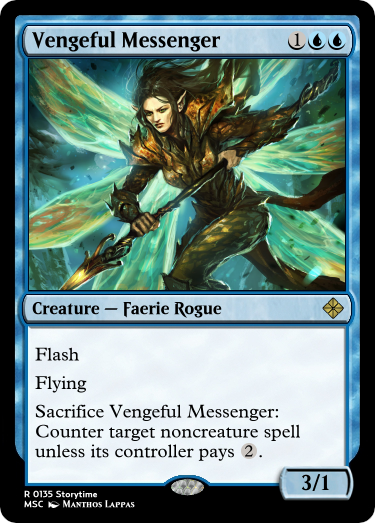 Vengeful Messenger 1
Creature — Faerie Rogue
Flash
Flying
Sacrifice Vengeful Messenger:
Counter target noncreature spell
unless its controller pays 2.
3/1
R 0135 Storytime
MSC Manthos Lappas